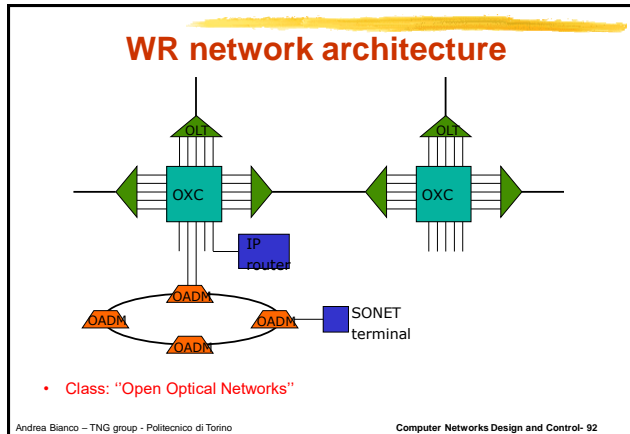 WR network architecture
OLT
OLT
OXC
OXC
IP
router
OADM
OADM
OADM
SONET
terminal
OADM
• Class: ‘’Open Optical Networks’’
Andrea Bianco – TNG group - Politecnico di Torino
Computer Networks Design and Control- 92